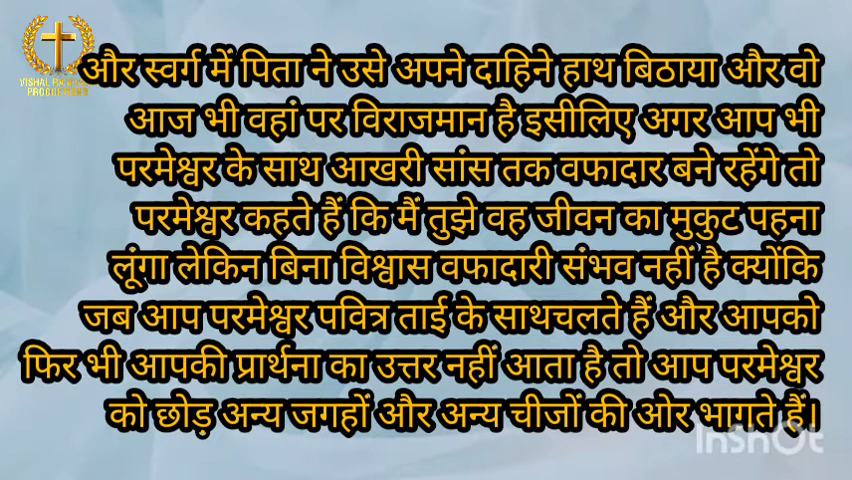 और स्वर्ग में पिता ने उसे अपने दाहिने हाथ बिठाया और वो
आज भी वहां पर विराजमान है इसीलिए अगर आप भी
परमेश्वर के साथ आखरी सांस तक वफादार बने रहेंगे तो
परमेश्वर कहते हैं कि मैं तुझे वह जीवन का मुकुट पहना
लूंगा लेकिन बिना विश्वास वफादारी संभव नहीं है क्योंकि
जब आप परमेश्वर पवित्र ताई के साथचलते हैं और आपको
फिर भी आपकी प्रार्थना का उत्तर नहीं आता है तो आप परमेश्वर
को छोड़ अन्य जगहों और अन्य चीजों की ओर भागते हैं।
InShOt